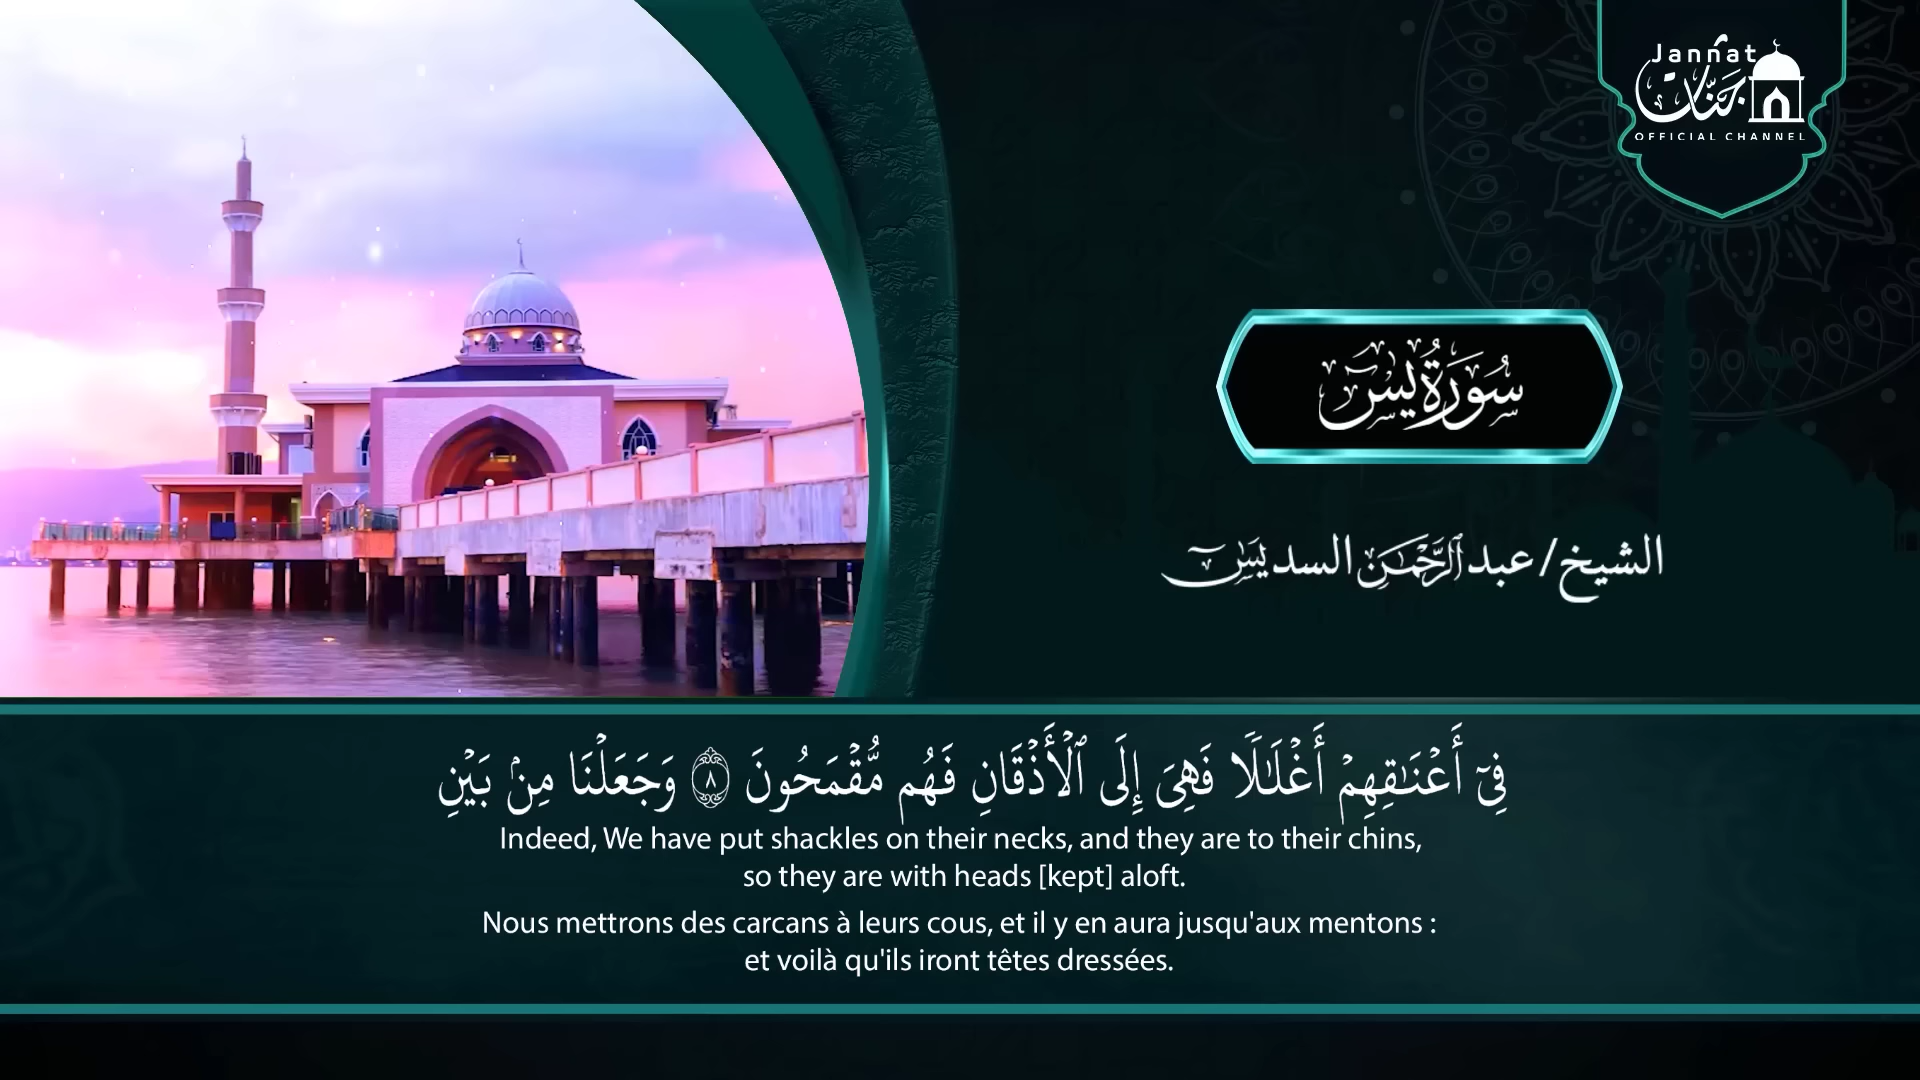 Jannat
جَنَّات
OFFICIAL CHANNEL
سُورَةُ يسٓ
الشيخ / عبد الرَّحْمَٰن السديس
فِىٓ أَعْنَٰقِهِمْ أَغْلَٰلًا فَهِىَ إِلَى ٱلْأَذْقَانِ فَهُم مُّقْمَحُونَ ٨ وَجَعَلْنَا مِنۢ بَيْنِ
Indeed, We have put shackles on their necks, and they are to their chins,
so they are with heads [kept] aloft.
Nous mettrons des carcans à leurs cous, et il y en aura jusqu'aux mentons :
et voilà qu'ils iront têtes dressées.